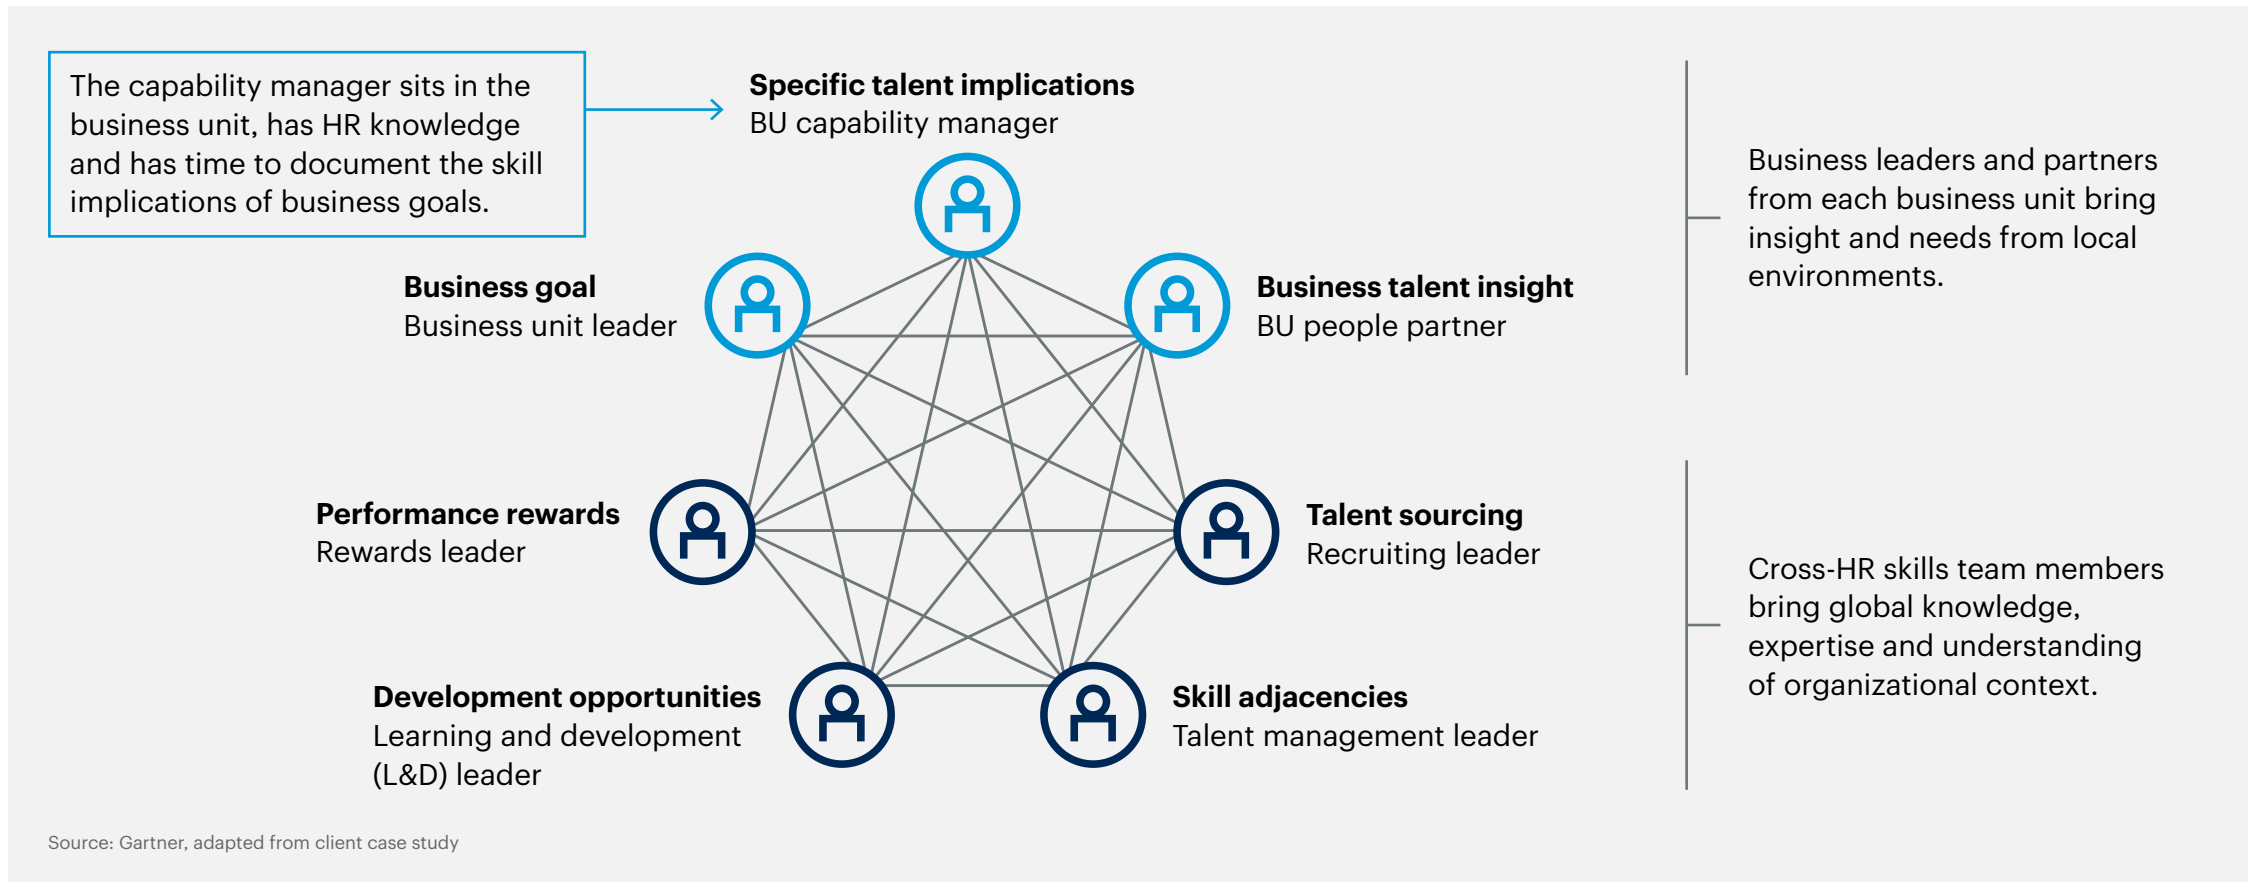 The capability manager sits in the
business unit, has HR knowledge
and has time to document the skill
implications of business goals.
Specific talent implications
BU capability manager
Business goal
Business unit leader
Business talent insight
BU people partner
Performance rewards
Rewards leader
Talent sourcing
Recruiting leader
Development opportunities
Learning and development
(L&D) leader
Skill adjacencies
Talent management leader
Business leaders and partners
from each business unit bring
insight and needs from local
environments.
Cross-HR skills team members
bring global knowledge,
expertise and understanding
of organizational context.
Source: Gartner, adapted from client case study